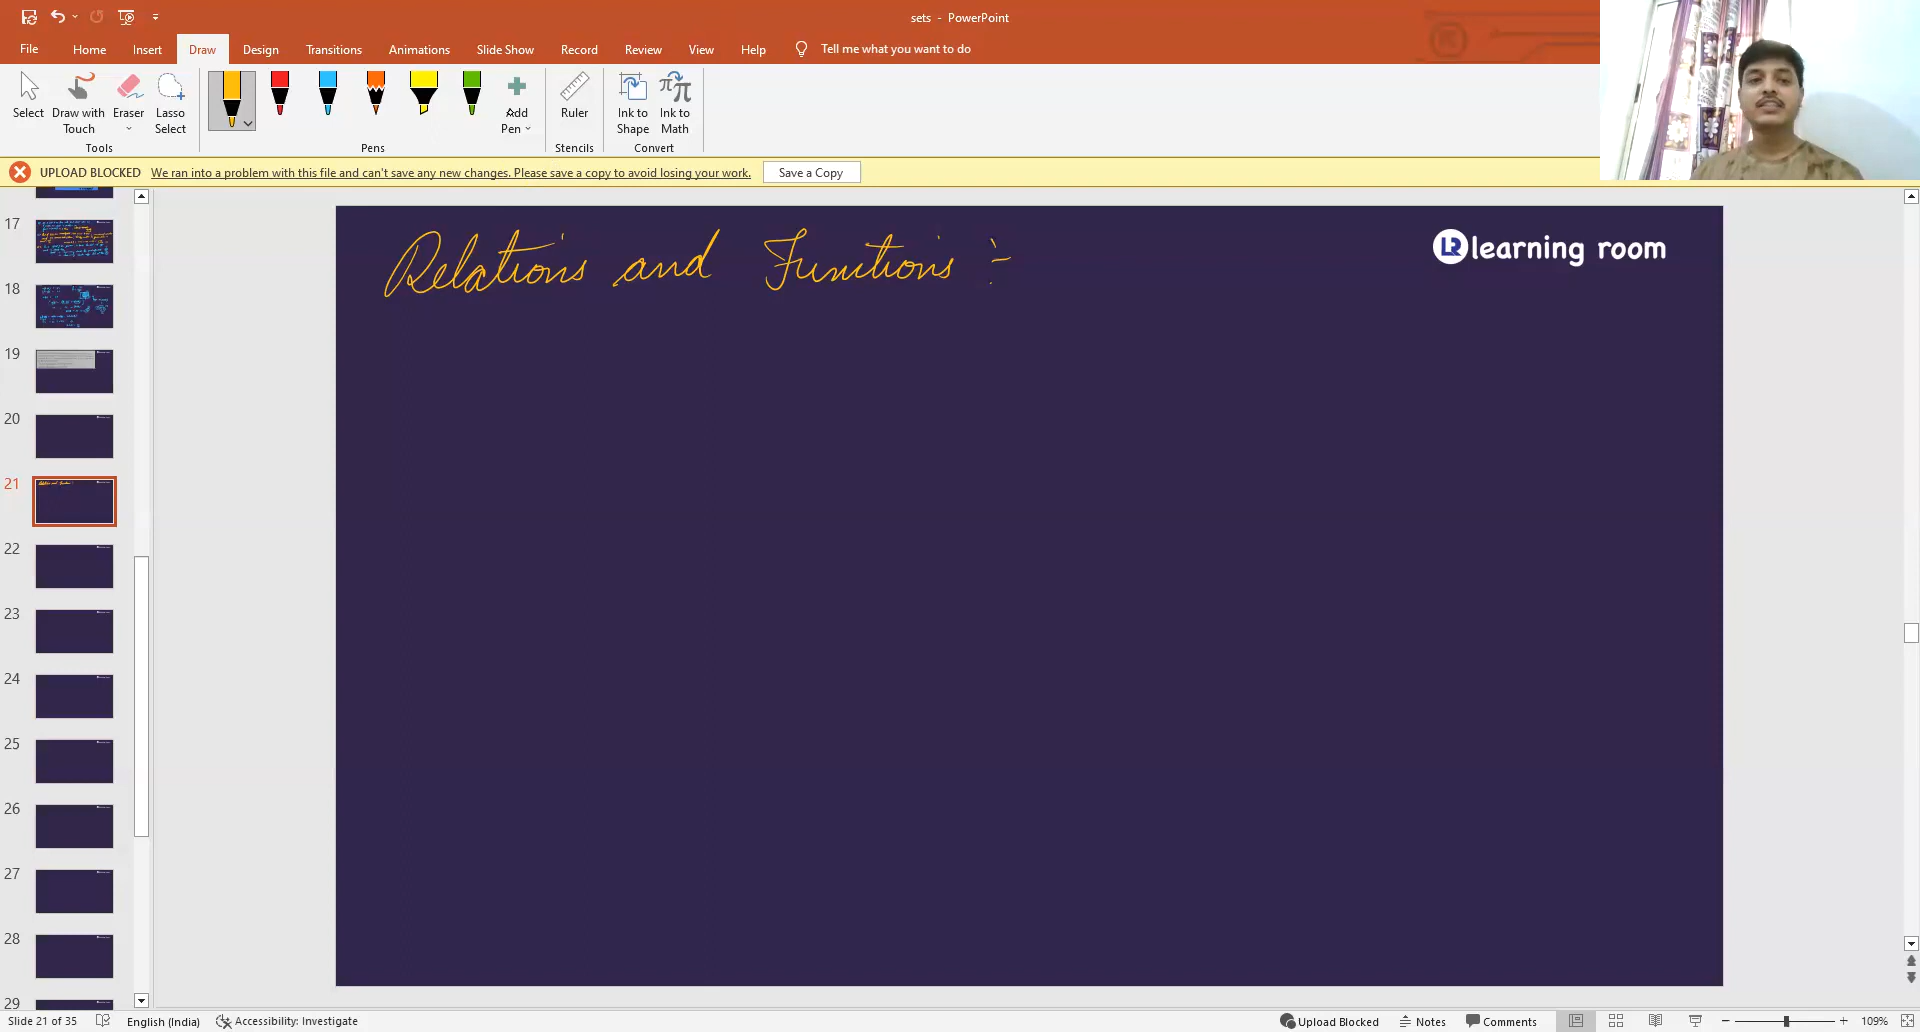 sets - PowerPoint
File Home Insert Draw Design Transitions Animations Slide Show Record Review View Help Tell me what you want to do
Select
Draw with Touch
Eraser
Lasso Select
Add Pen
Ruler
Ink to Shape
Ink to Math
Tools Pens Stencils Convert
UPLOAD BLOCKED We ran into a problem with this file and can't save any new changes. Please save a copy to avoid losing your work. Save a Copy
17
18
19
20
21
22
23
24
25
26
27
28
29
Relations and Functions :-
LR learning room
Slide 21 of 35 English (India) Accessibility: Investigate Upload Blocked Notes Comments 109%